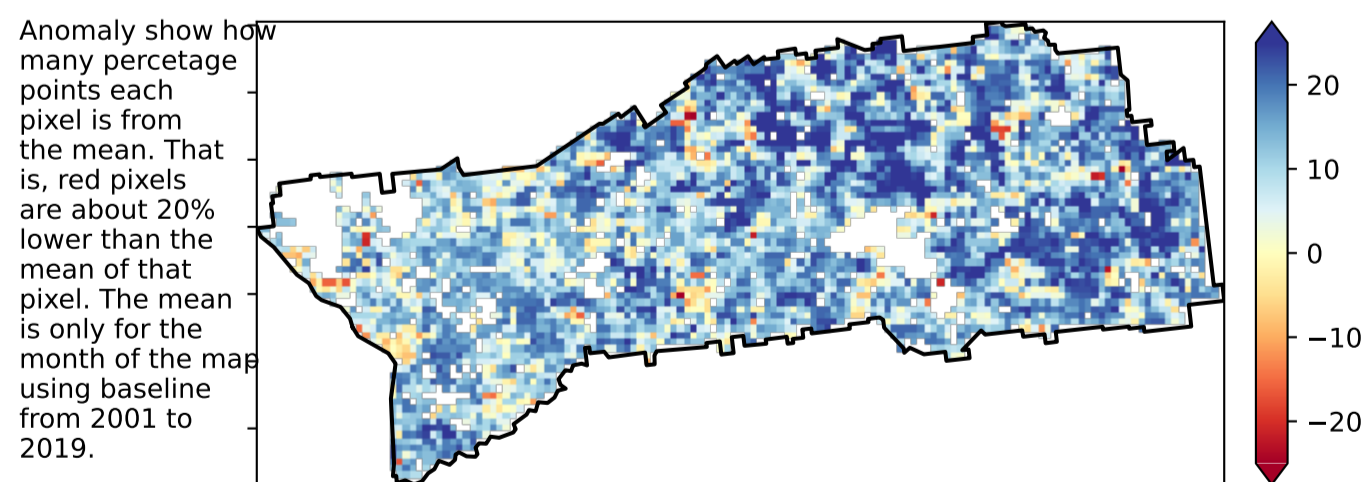 Anomaly show how
many percetage
points each
pixel is from
the mean. That
is, red pixels
are about 20%
lower than the
mean of that
pixel. The mean
is only for the
month of the map
using baseline
from 2001 to
2019.
20
10
0
−10
−20